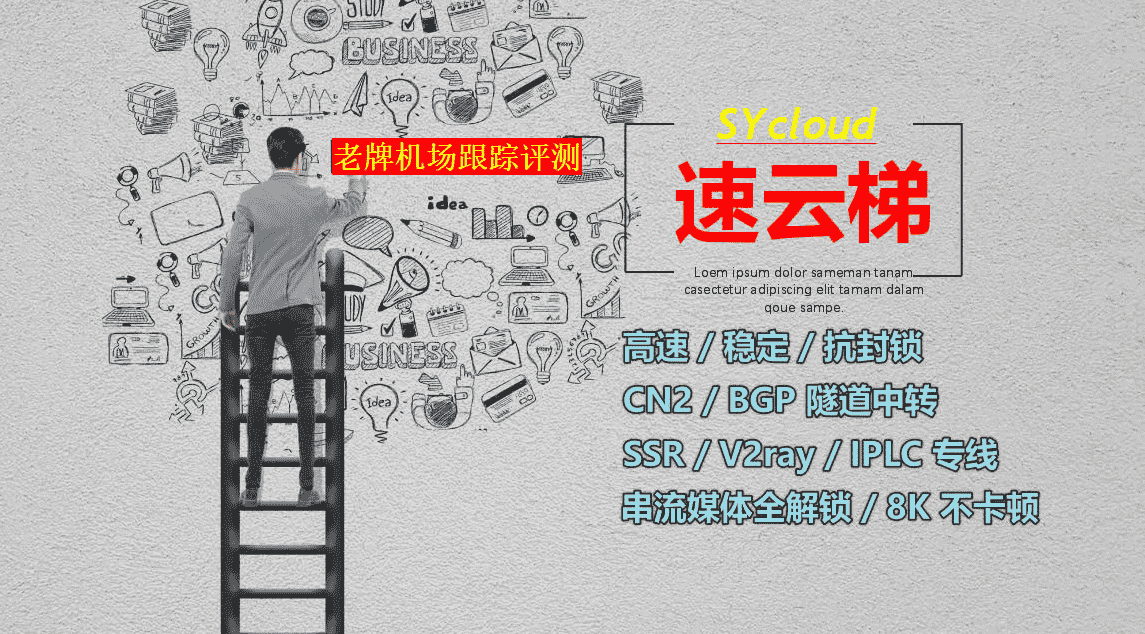 STUDY
BUSINESS
Idea
SYcloud
老牌机场跟踪评测
速云梯
idea
Loem ipsum dolor sameman tanam
casectetur adipiscing elit tamam dalam
qoue sampe.
GROWTH
GROWTH
STUDY
高速 / 稳定 / 抗封锁
USINESS
CN2 / BGP 隧道中转
Idea
SSR / V2ray / IPLC 专线
串流媒体全解锁 / 8K 不卡顿